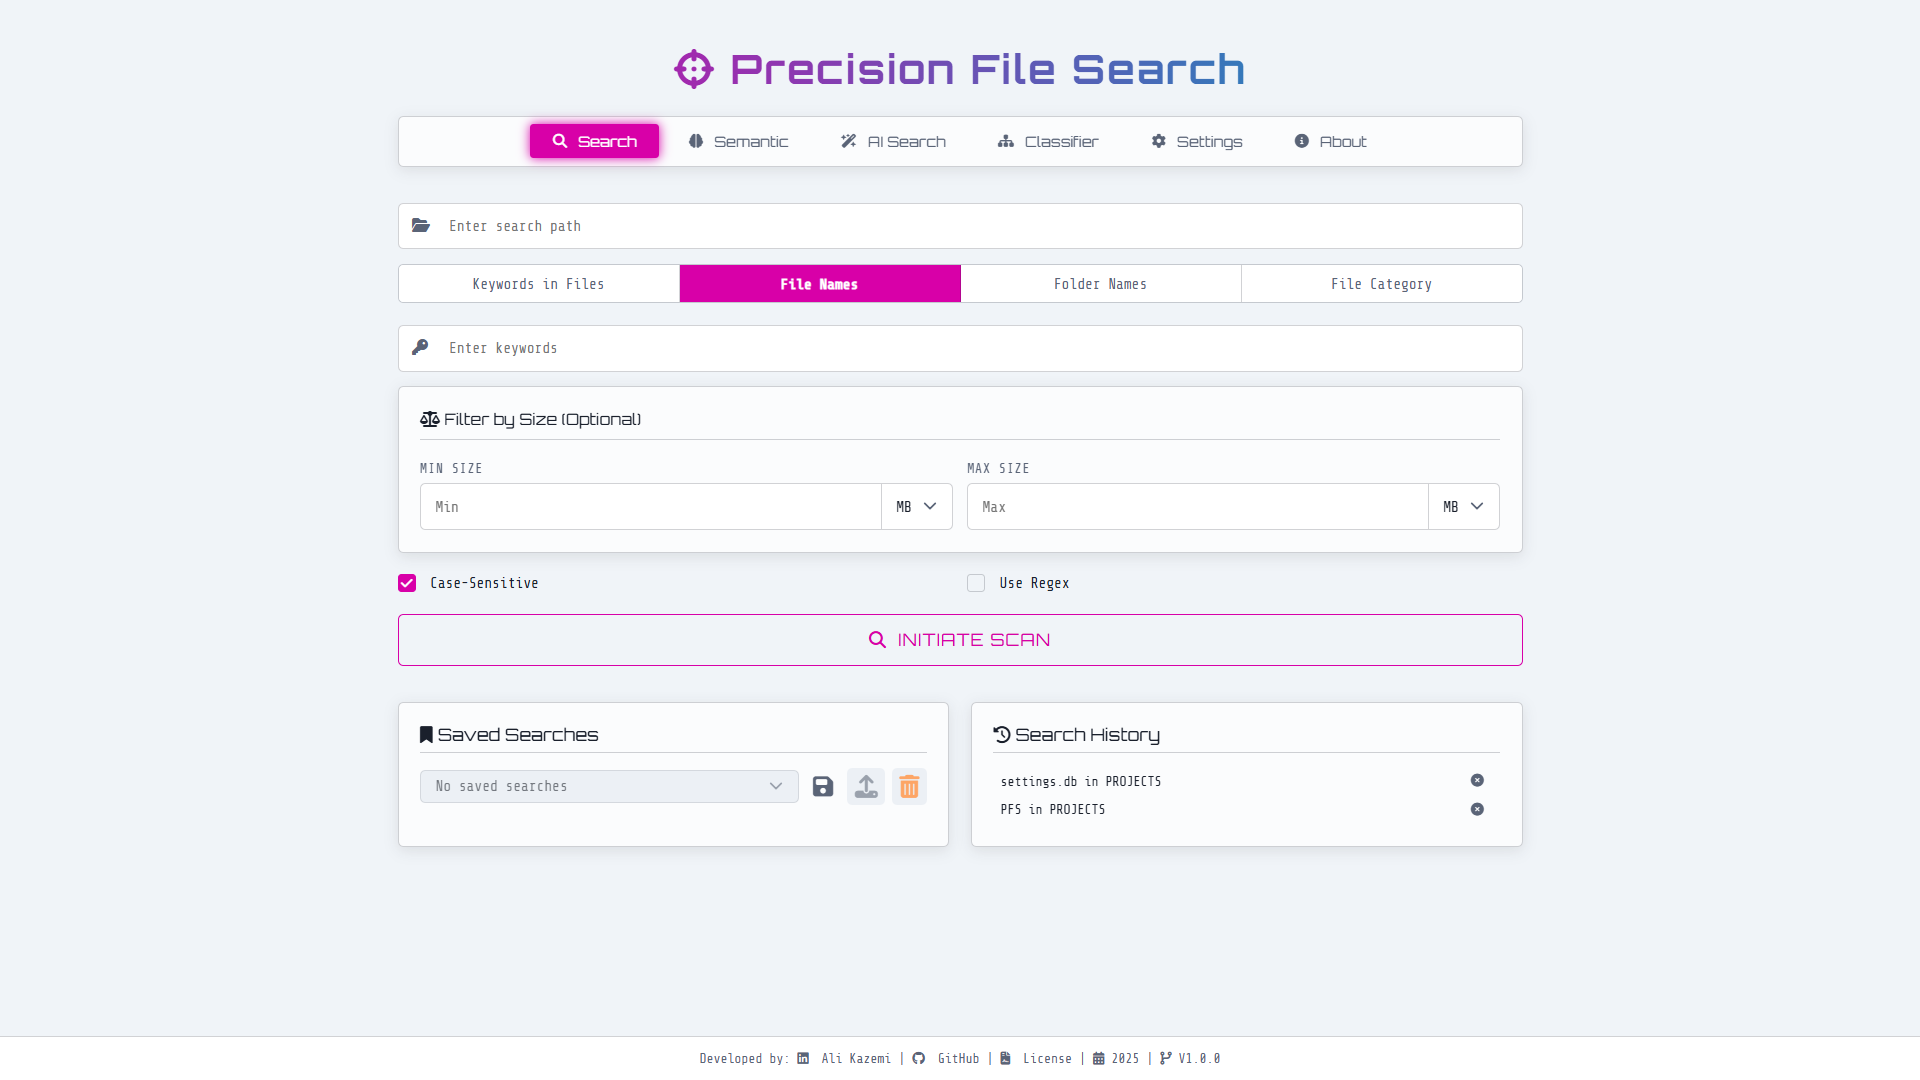 Precision File Search
Search Semantic AI Search Classifier Settings About
Enter search path
Keywords in Files File Names Folder Names File Category
Enter keywords
Filter by Size (Optional)
MIN SIZE MAX SIZE
Min MB Max MB
Case-Sensitive Use Regex
INITIATE SCAN
Saved Searches
No saved searches
Search History
settings.db in PROJECTS
PFS in PROJECTS
Developed by: Ali Kazemi | GitHub | License | 2025 | V1.0.0